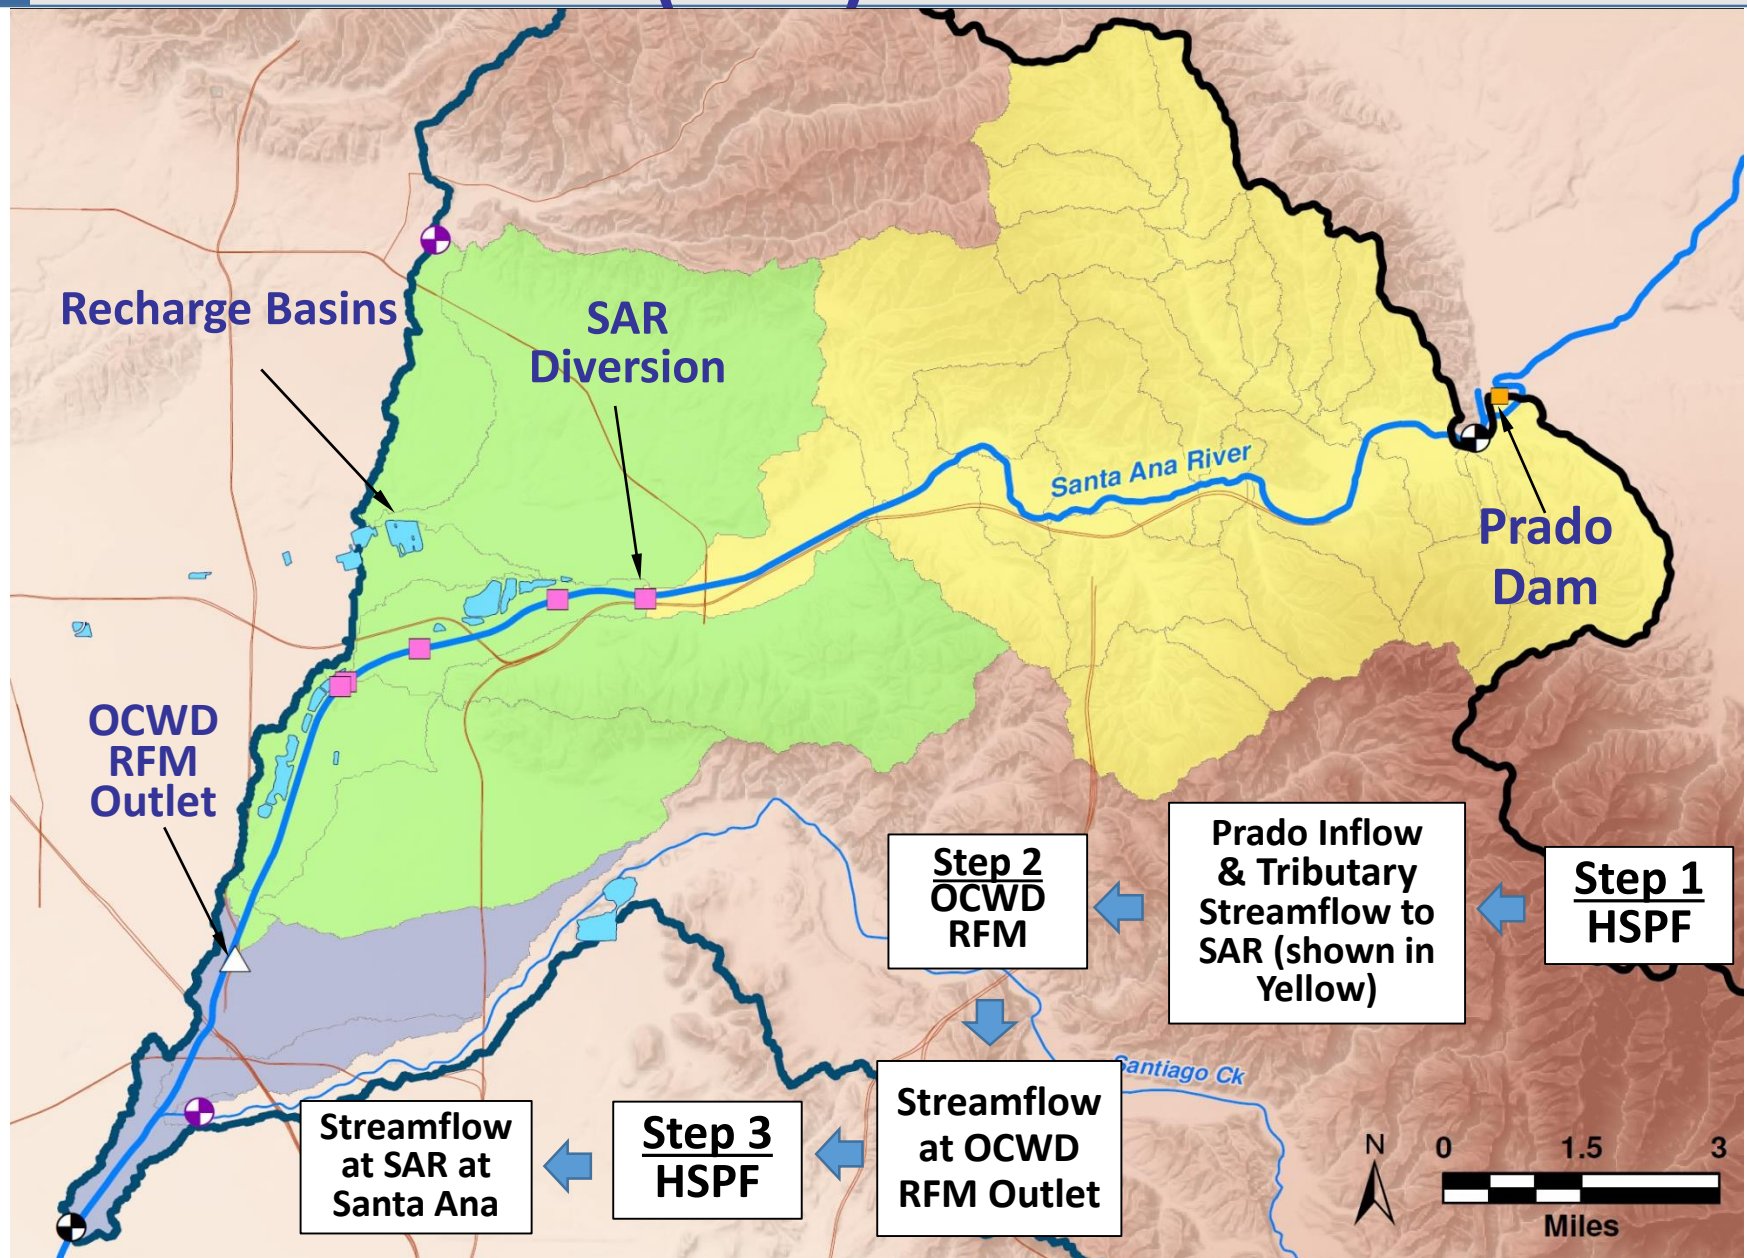 Recharge Basins
SAR
Diversion
Santa Ana River
Prado
Dam
OCWD
RFM
Outlet
Step 1
HSPF
Prado Inflow
& Tributary
Streamflow to
SAR (shown in
Yellow)
Step 2
OCWD
RFM
Streamflow
at OCWD
RFM Outlet
Step 3
HSPF
Streamflow
at SAR at
Santa Ana
Santiago Ck
N
0 1.5 3
Miles